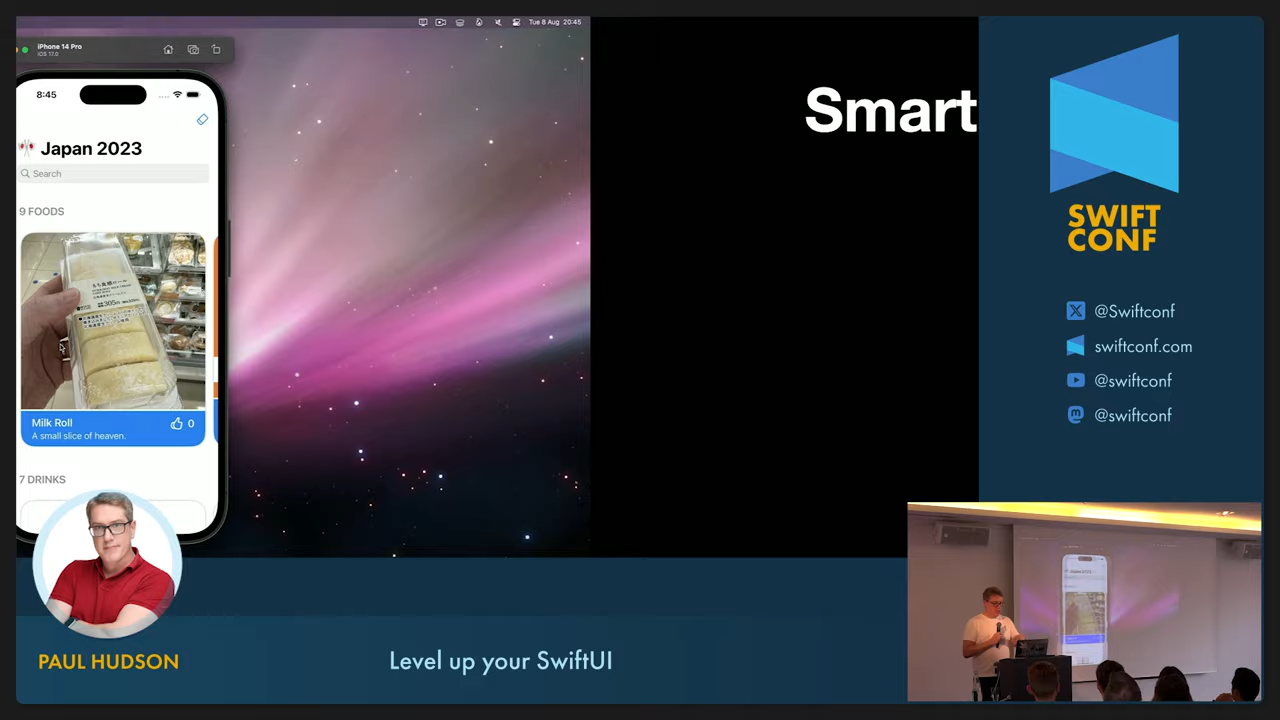 Tue 8 Aug 20:45
iPhone 14 Pro
iOS 17.0
8:45
Japan 2023
Search
9 FOODS
305
Milk Roll
0
A small slice of heaven.
7 DRINKS
Smart
SWIFT
CONF
@Swiftconf
swiftconf.com
@swiftconf
@swiftconf
PAUL HUDSON
Level up your SwiftUI